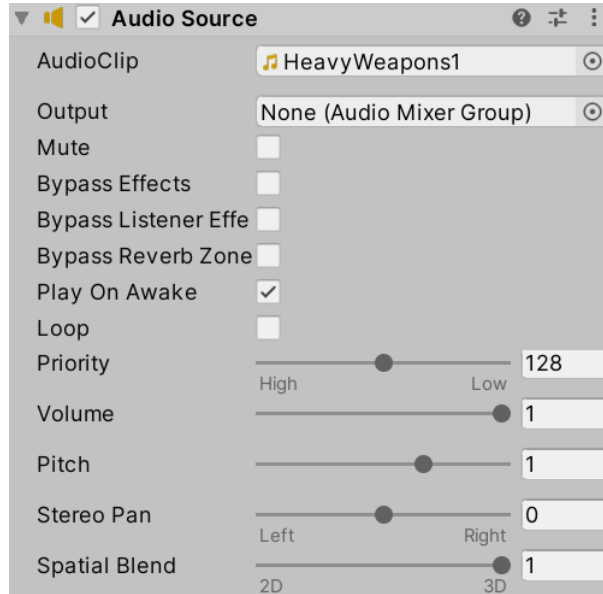 Audio Source
AudioClip HeavyWeapons1
Output None (Audio Mixer Group)
Mute
Bypass Effects
Bypass Listener Effe
Bypass Reverb Zone
Play On Awake
Loop
Priority 128
High Low
Volume 1
Pitch 1
Stereo Pan 0
Left Right
Spatial Blend 1
2D 3D